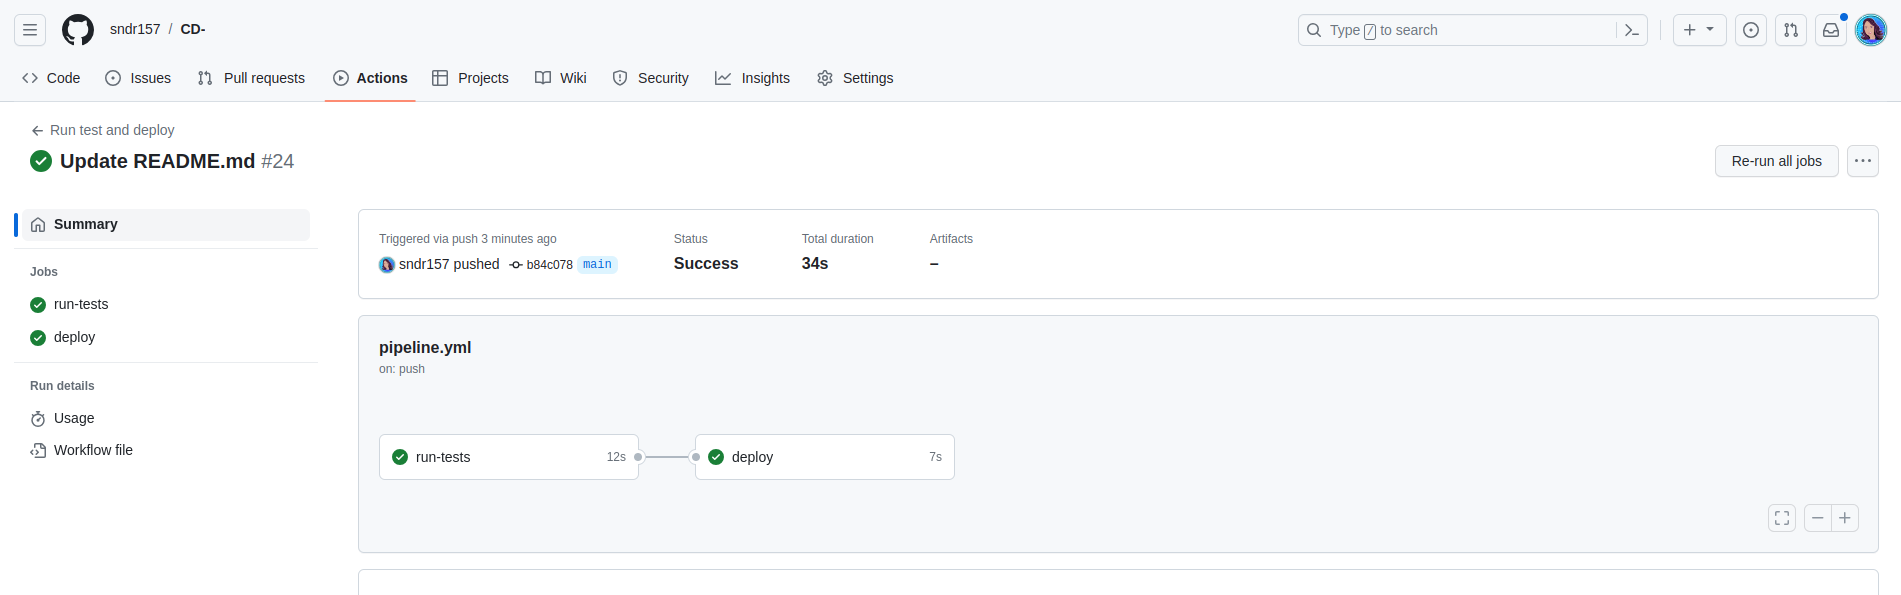 sndr157 / CD-
Type / to search
Code Issues Pull requests Actions Projects Wiki Security Insights Settings
Run test and deploy
Update README.md #24
Re-run all jobs
Summary
Jobs
run-tests
deploy
Run details
Usage
Workflow file
Triggered via push 3 minutes ago
sndr157 pushed b84c078 main
Status
Success
Total duration
34s
Artifacts
–
pipeline.yml
on: push
run-tests 12s
deploy 7s